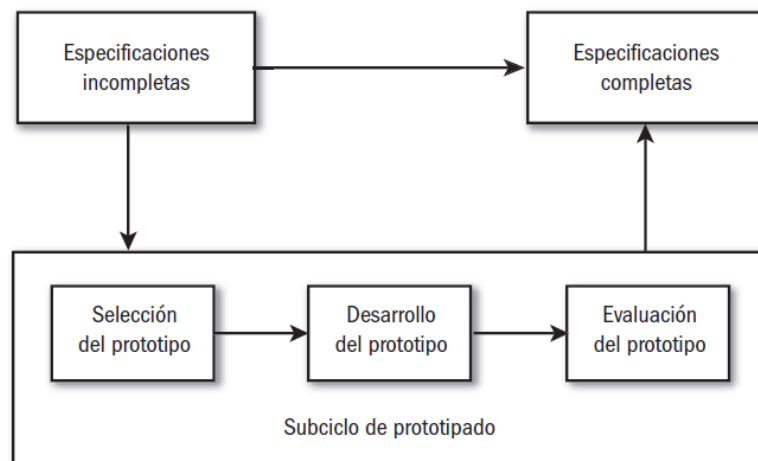 Especificaciones
incompletas
Especificaciones
completas
Selección
del prototipo
Desarrollo
del prototipo
Evaluación
del prototipo
Subciclo de prototipado